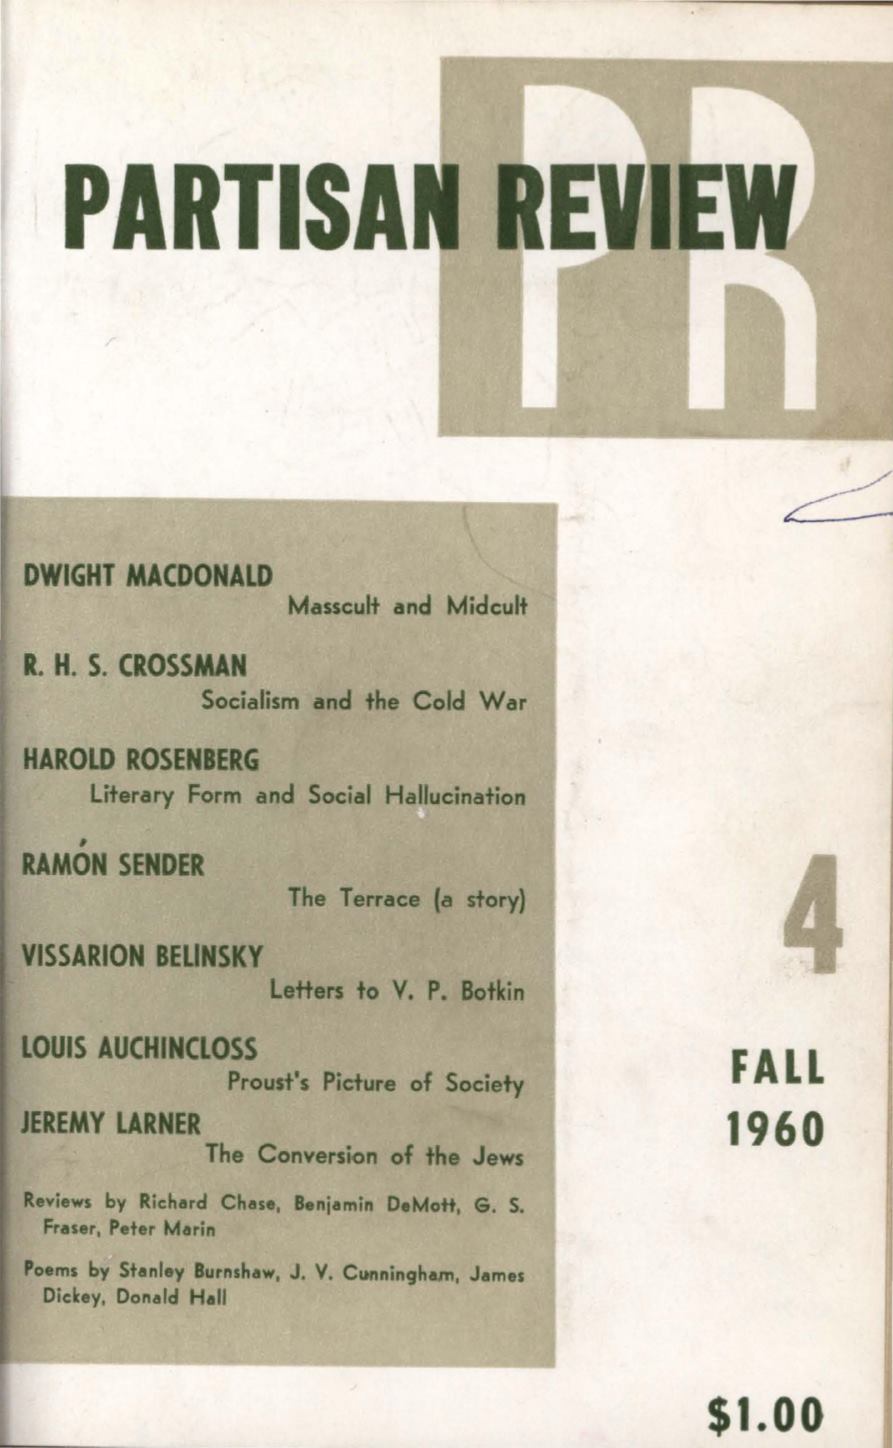 PR
PARTISAN REVIEW
DWIGHT MACDONALD
Masscult and Midcult
R. H. S. CROSSMAN
Socialism and the Cold War
HAROLD ROSENBERG
Literary Form and Social Hallucination
RAMÓN SENDER
The Terrace (a story)
VISSARION BELINSKY
Letters to V. P. Botkin
LOUIS AUCHINCLOSS
Proust's Picture of Society
JEREMY LARNER
The Conversion of the Jews
Reviews by Richard Chase, Benjamin DeMott, G. S.
Fraser, Peter Marin
Poems by Stanley Burnshaw, J. V. Cunningham, James
Dickey, Donald Hall
4
FALL
1960
$1.00